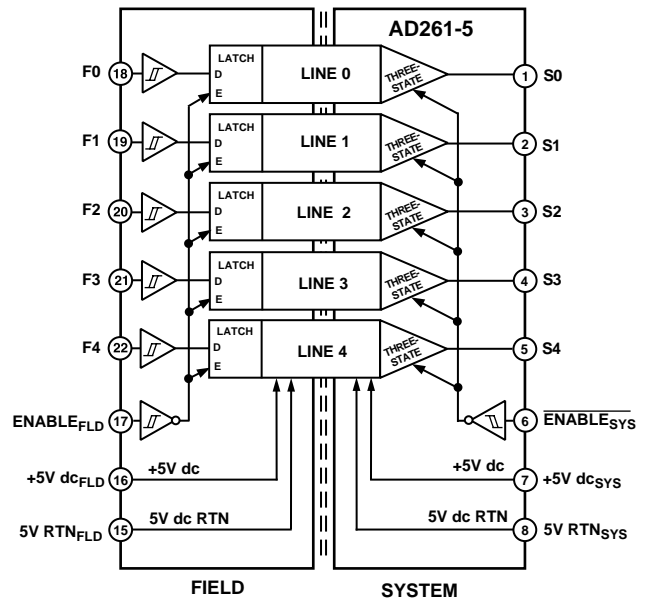 AD261-5
F0 18 LATCH D E LINE 0 THREE-STATE 1 S0
F1 19 LATCH D E LINE 1 THREE-STATE 2 S1
F2 20 LATCH D E LINE 2 THREE-STATE 3 S2
F3 21 LATCH D E LINE 3 THREE-STATE 4 S3
F4 22 LATCH D E LINE 4 THREE-STATE 5 S4
ENABLEFLD 17 6 ENABLESYS
+5V dcFLD 16 +5V dc +5V dc 7 +5V dcSYS
5V RTNFLD 15 5V dc RTN 5V dc RTN 8 5V RTNSYS
FIELD SYSTEM